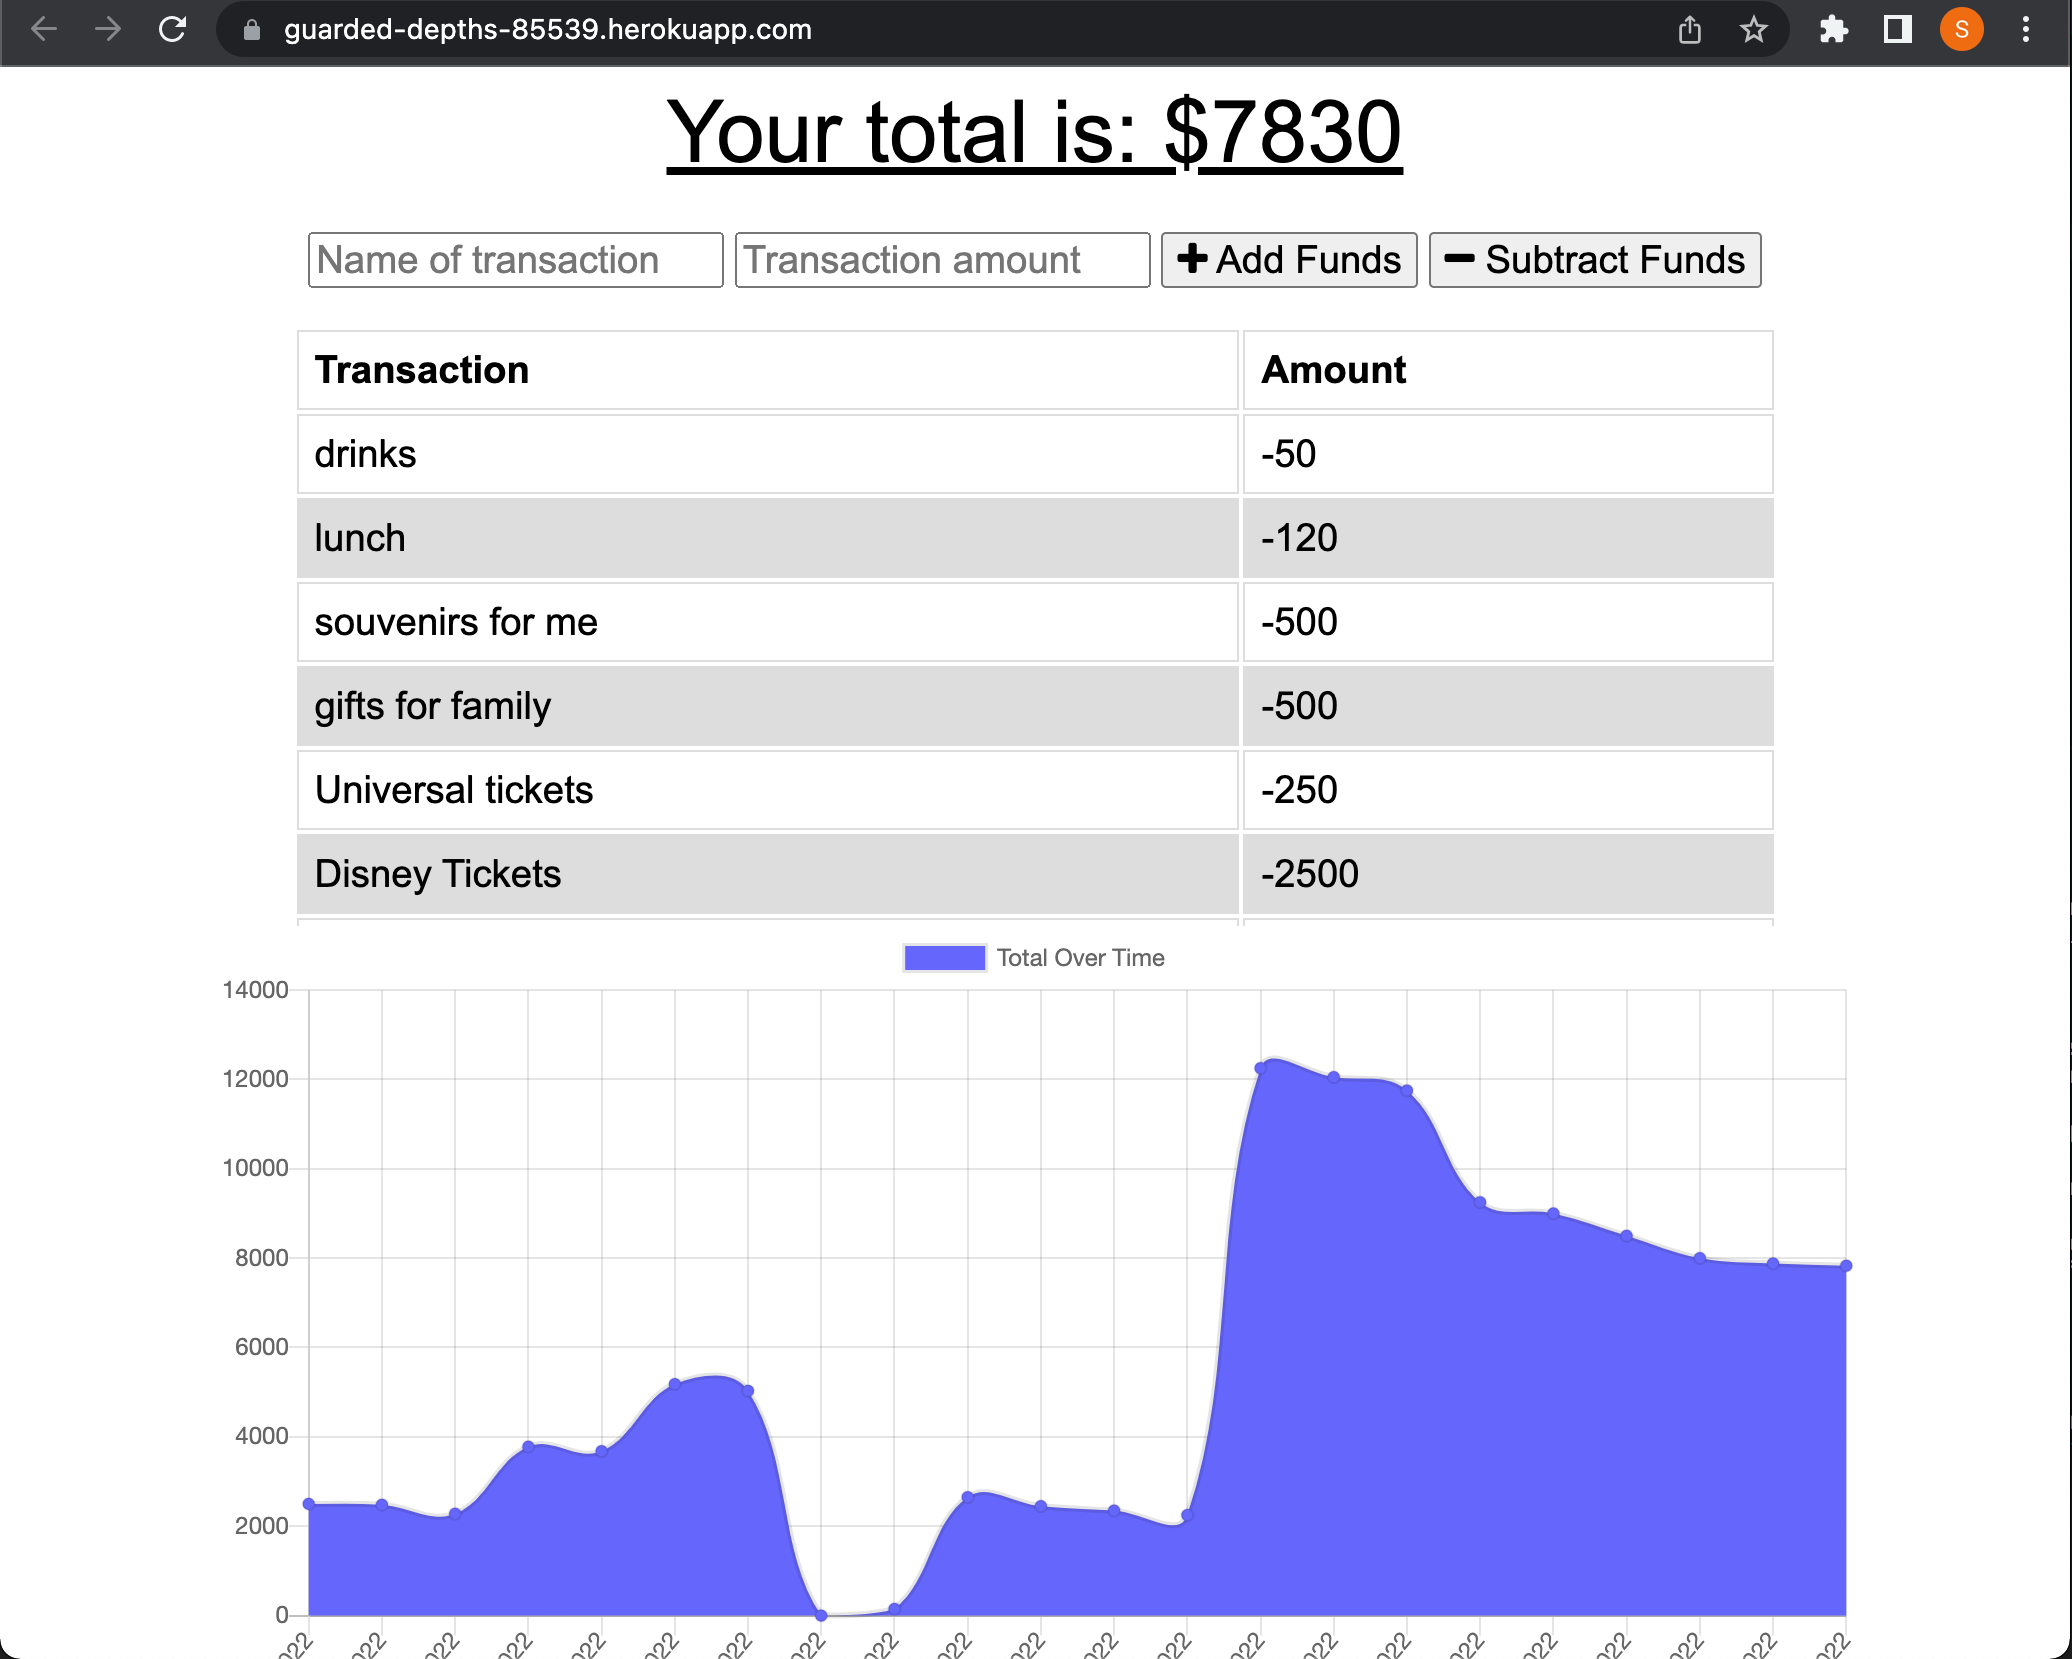 guarded-depths-85539.herokuapp.com
S
Your total is: $7830
Name of transaction Transaction amount Add Funds Subtract Funds
Transaction Amount
drinks -50
lunch -120
souvenirs for me -500
gifts for family -500
Universal tickets -250
Disney Tickets -2500
Total Over Time
14000
12000
10000
8000
6000
4000
2000
0
022 022 022 022 022 022 022 022 022 022 022 022 022 022 022 022 022 022 022 022 022 022